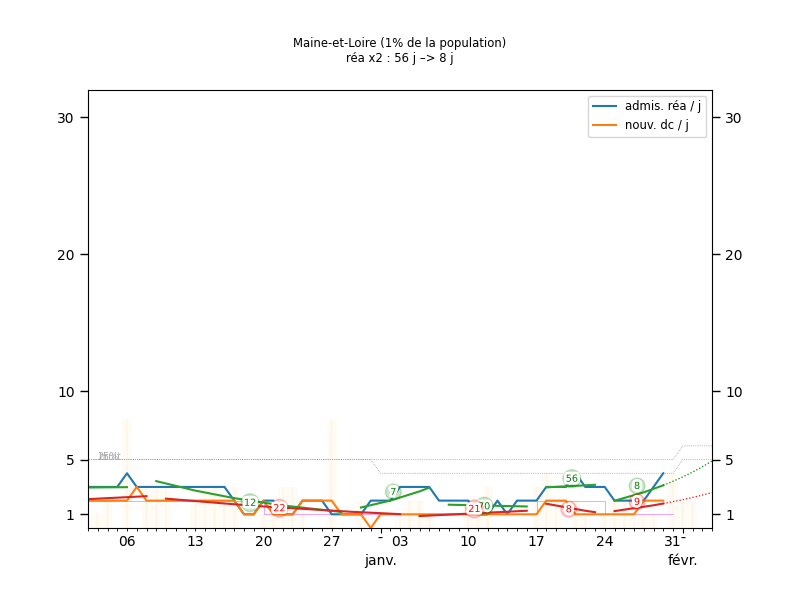 Maine-et-Loire (1% de la population)
réa x2 : 56 j –> 8 j
admis. réa / j
nouv. dc / j
30 30
20 20
10 10
5 5
1 1
12 22 7 21 56 8 8 9
06 13 20 27 - 03 10 17 24 31-
janv. févr.